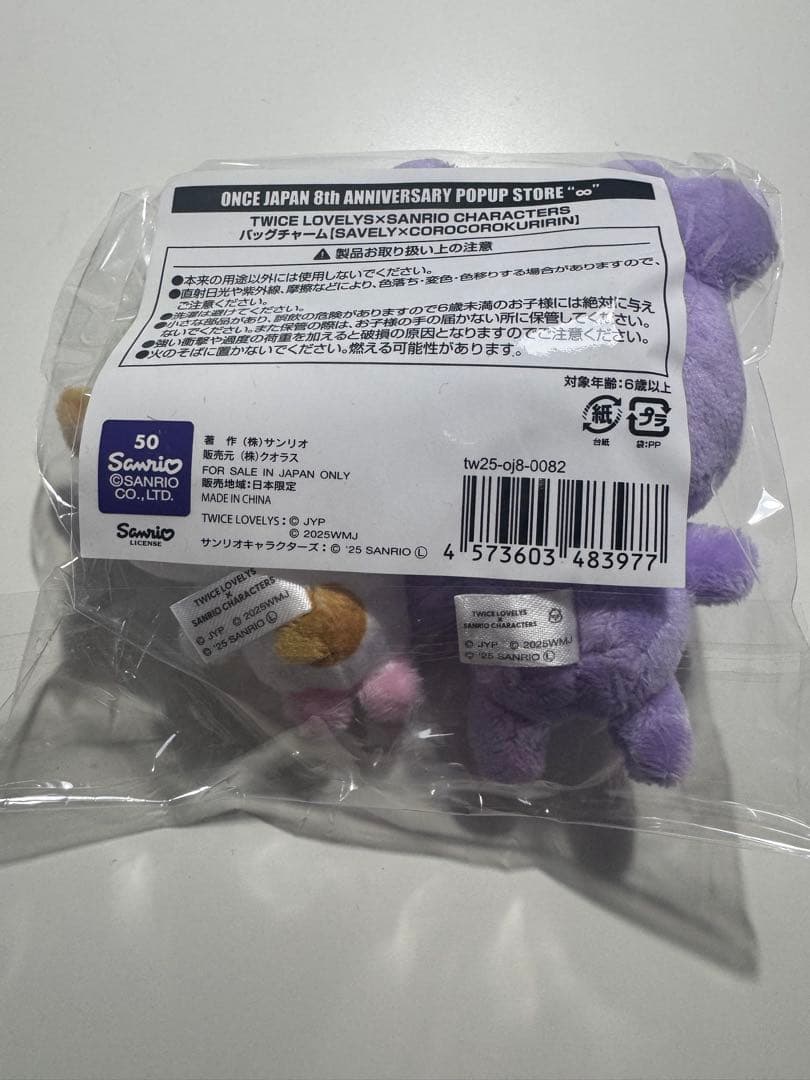 ONCE JAPAN 8th ANNIVERSARY POPUP STORE "∞"
TWICE LOVELYS×SANRIO CHARACTERS
バッグチャーム【SAVELY×COROCOROKURIRIN】
⚠ 製品お取り扱い上の注意
●本来の用途以外には使用しないでください。
●直射日光や紫外線、摩擦などにより、色落ち・変色・色移りする場合がありますので、
ご注意ください。
●洗濯は避けてください。
●小さな部品があり、誤飲の危険がありますので6歳未満のお子様には絶対に与え
ないでください。また保管の際は、お子様の手の届かない所に保管してください。
●強い衝撃や過度の荷重を加えると破損の原因となりますのでご注意ください。
●火のそばに置かないでください。燃える可能性があります。
対象年齢:6歳以上
紙
台紙
プラ
袋:PP
50
Sanrio
©SANRIO
CO., LTD.
Sanrio
LICENSE
著 作 (株)サンリオ
販売元 (株)クオラス
FOR SALE IN JAPAN ONLY
販売地域:日本限定
MADE IN CHINA
TWICE LOVELYS:© JYP
© 2025WMJ
サンリオキャラクターズ:© '25 SANRIO Ⓛ
tw25-oj8-0082
4 573603 483977
TWICE LOVELYS
×
SANRIO CHARACTERS
© JYP © 2025WMJ
© '25 SANRIO Ⓛ
TWICE LOVELYS
×
SANRIO CHARACTERS
© JYP © 2025WMJ
© '25 SANRIO Ⓛ